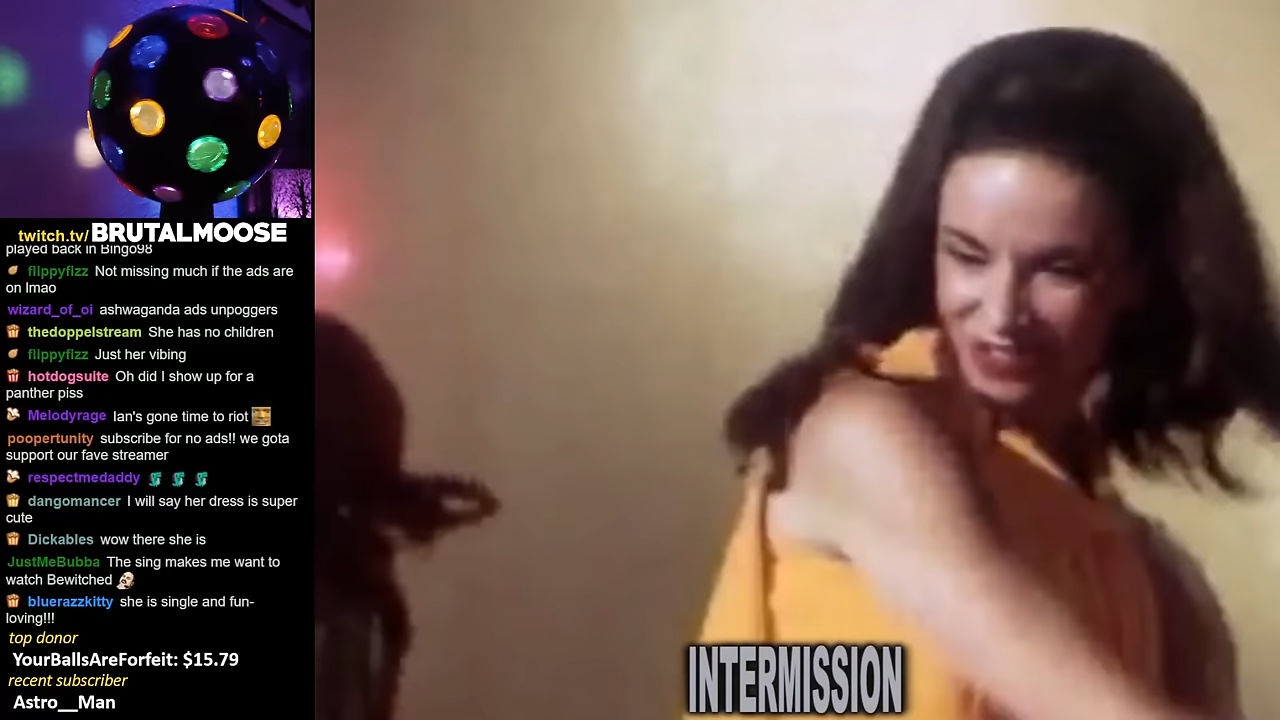 twitch.tv/BRUTALMOOSE
played back in Bingo98
flippyfizz Not missing much if the ads are
on lmao
wizard_of_oi ashwaganda ads unpoggers
thedoppelstream She has no children
flippyfizz Just her vibing
hotdogsuite Oh did I show up for a
panther piss
Melodyrage Ian's gone time to riot
poopertunity subscribe for no ads!! we gota
support our fave streamer
respectmedaddy
dangomancer I will say her dress is super
cute
Dickables wow there she is
JustMeBubba The sing makes me want to
watch Bewitched
bluerazzkitty she is single and fun-
loving!!!
top donor
YourBallsAreForfeit: $15.79
recent subscriber
Astro__Man
INTERMISSION